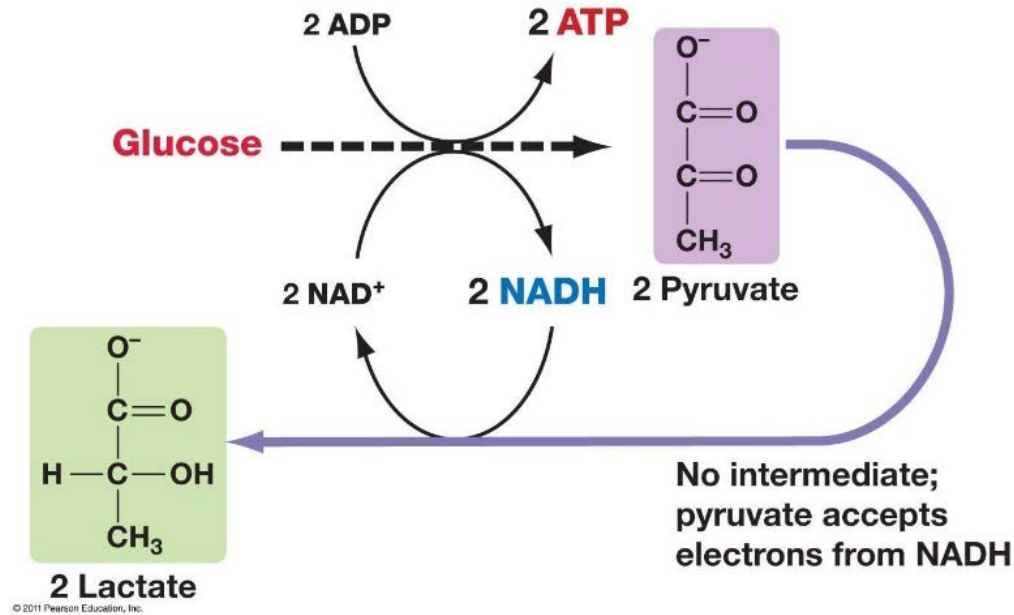 2 ADP
2 ATP
Glucose
O⁻
C=O
C=O
CH₃
2 NAD⁺
2 NADH
2 Pyruvate
O⁻
C=O
H—C—OH
CH₃
2 Lactate
No intermediate;
pyruvate accepts
electrons from NADH
© 2011 Pearson Education, Inc.